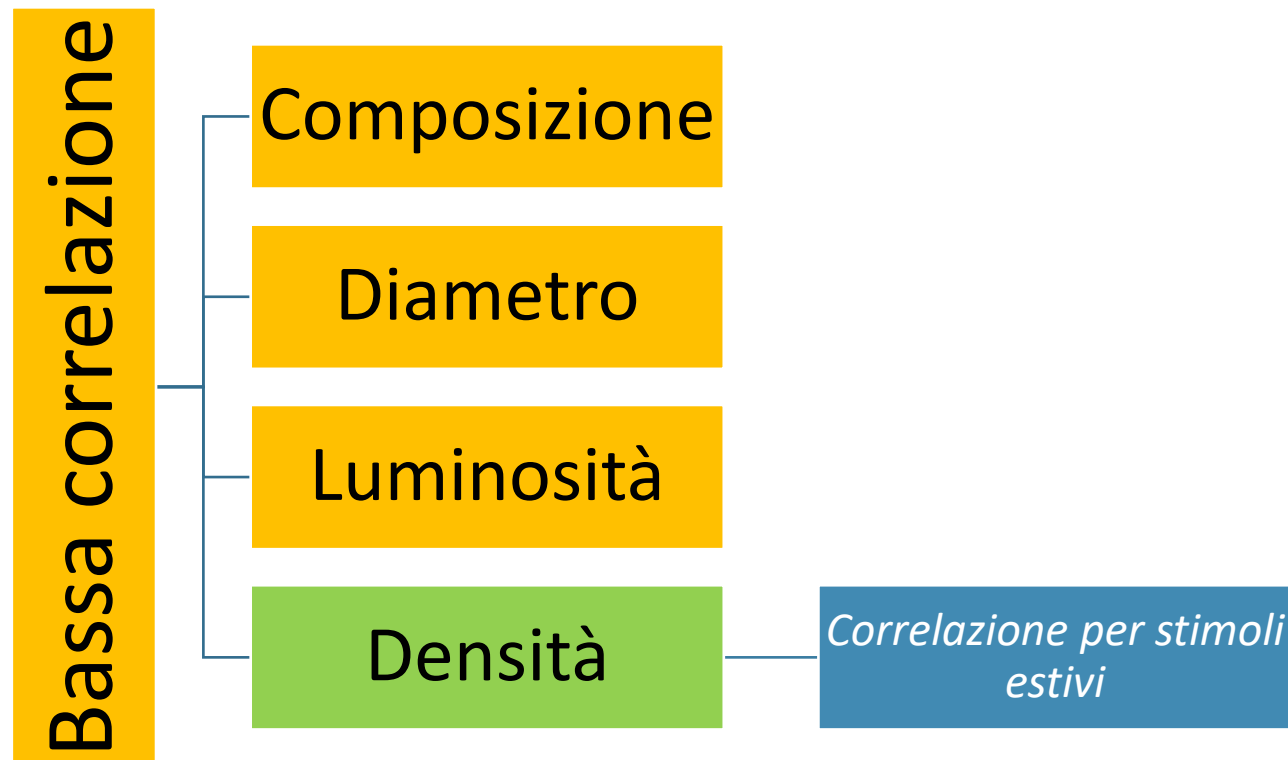 Bassa correlazione
Composizione
Diametro
Luminosità
Densità
Correlazione per stimoli
estivi